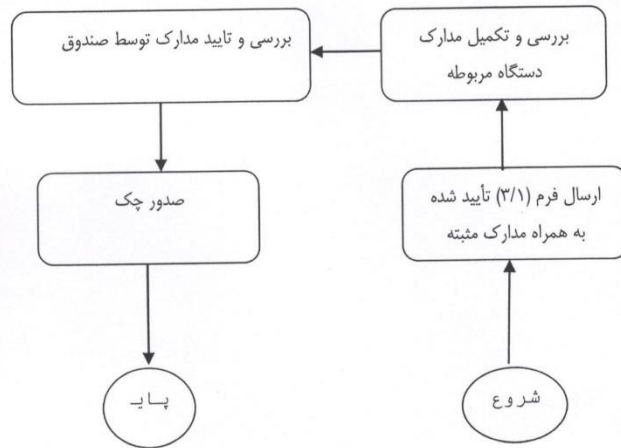 بررسی و تایید مدارک توسط صندوق
بررسی و تکمیل مدارک
دستگاه مربوطه
صدور چک
ارسال فرم (۳/۱) تأیید شده
به همراه مدارک مثبته
پـایـ
شروع